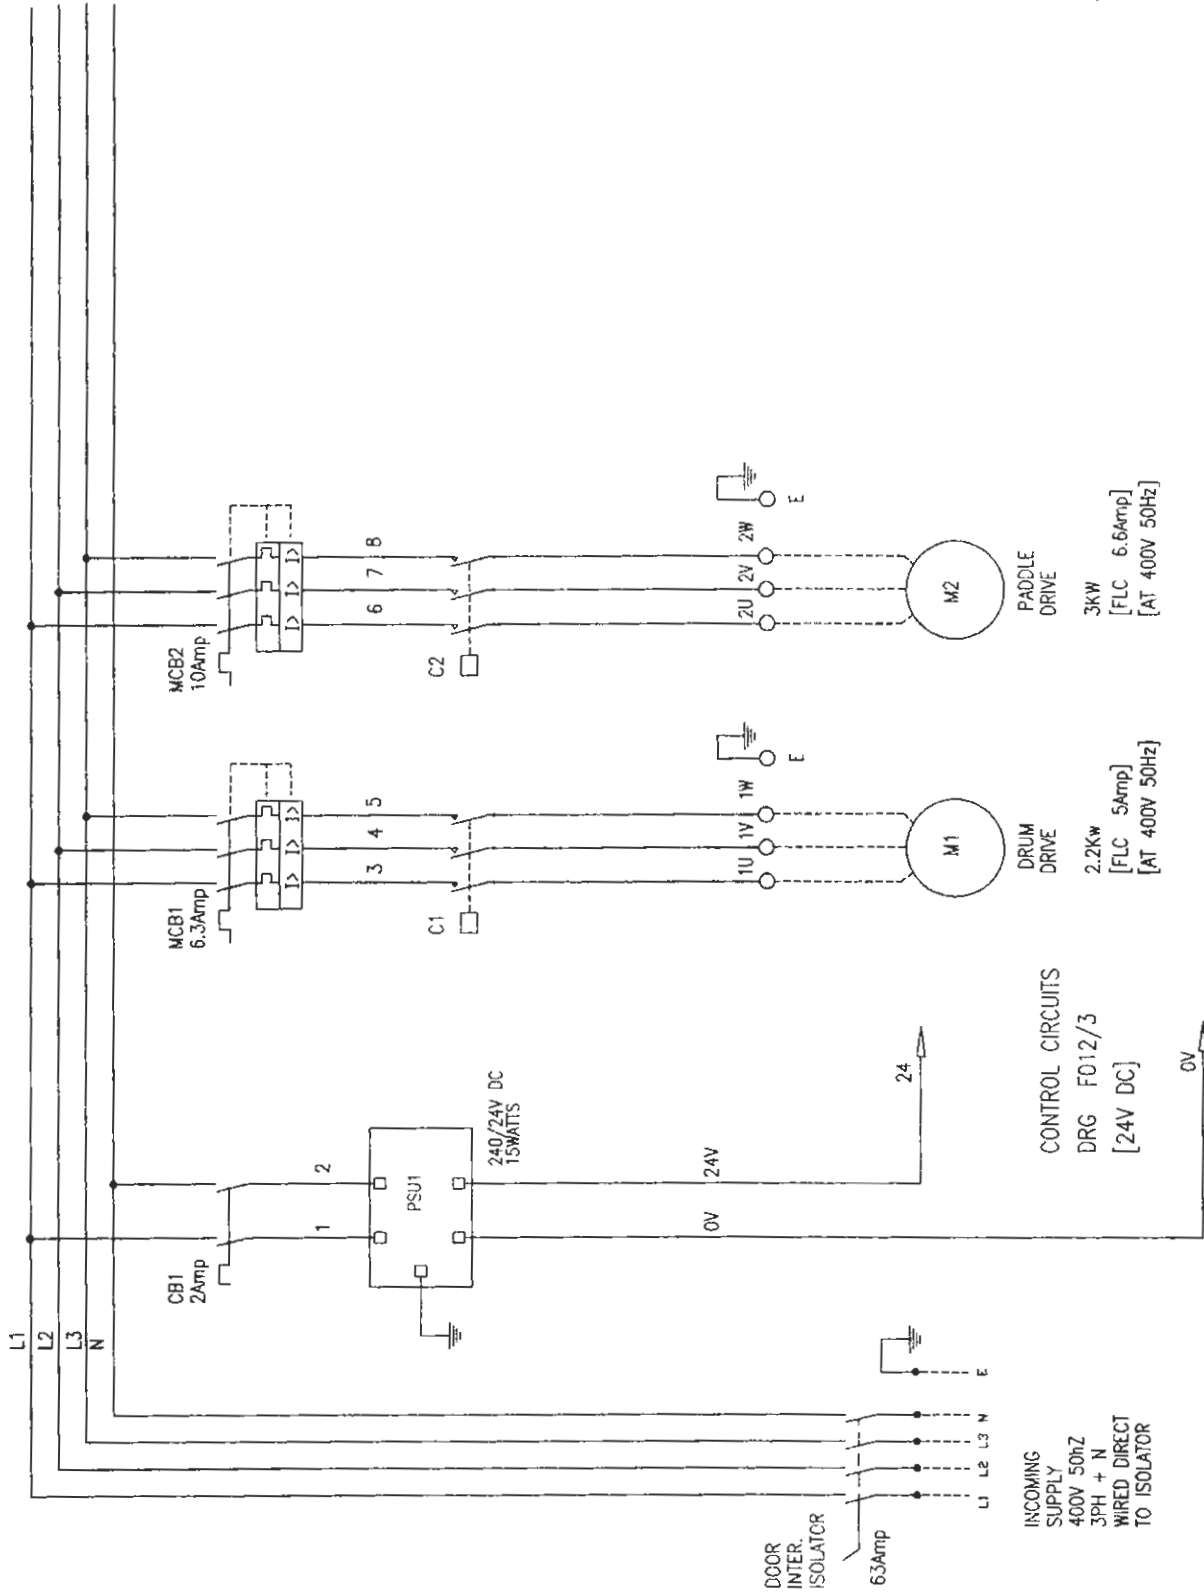 L1
L2
L3
N
DOOR
INTER.
ISOLATOR
63Amp
L1
L2
L3
N
E
INCOMING
SUPPLY
400V 50hZ
3PH + N
WIRED DIRECT
TO ISOLATOR
CB1
2Amp
1
2
PSU1
240/24V DC
15WATTS
0V
24V
24
0V
CONTROL CIRCUITS
DRG F012/3
[24V DC]
MCB1
6.3Amp
I>
I>
I>
3
4
5
C1
1U
1V
1W
E
M1
DRUM
DRIVE
2.2Kw
[FLC 5Amp]
[AT 400V 50Hz]
MCB2
10Amp
I>
I>
I>
6
7
8
C2
2U
2V
2W
E
M2
PADDLE
DRIVE
3KW
[FLC 6.6Amp]
[AT 400V 50Hz]